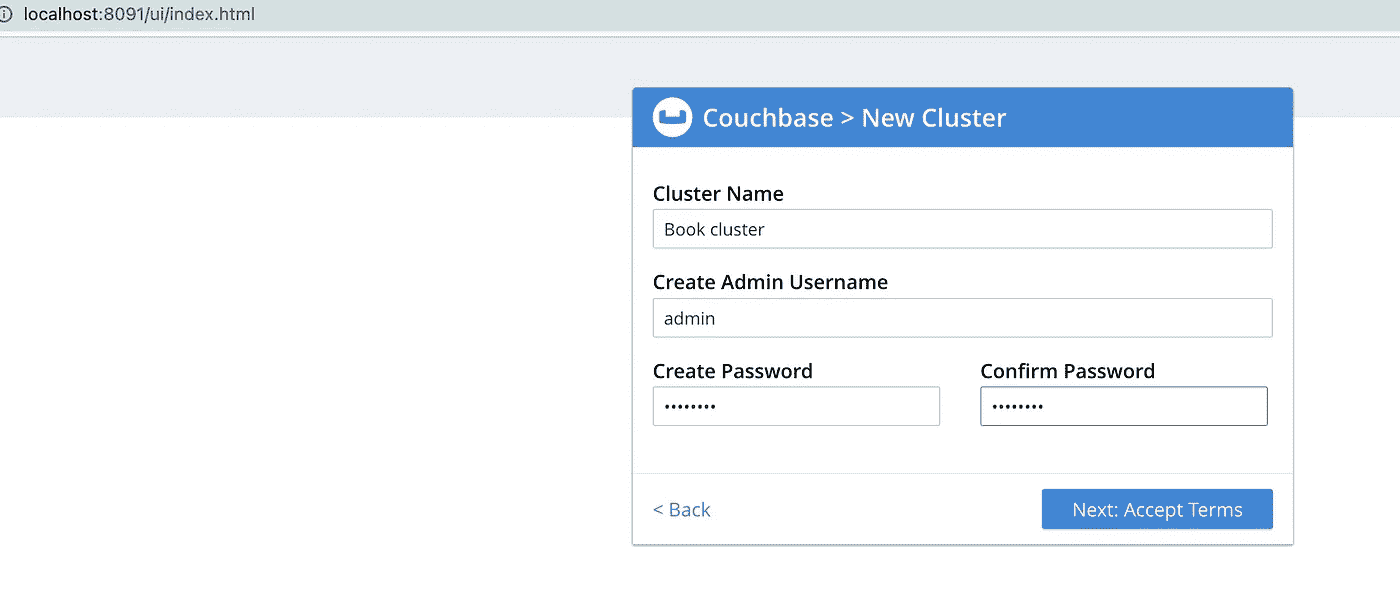 localhost:8091/ui/index.html
Couchbase > New Cluster
Cluster Name
Book cluster
Create Admin Username
admin
Create Password Confirm Password
•••••••• ••••••••
< Back Next: Accept Terms